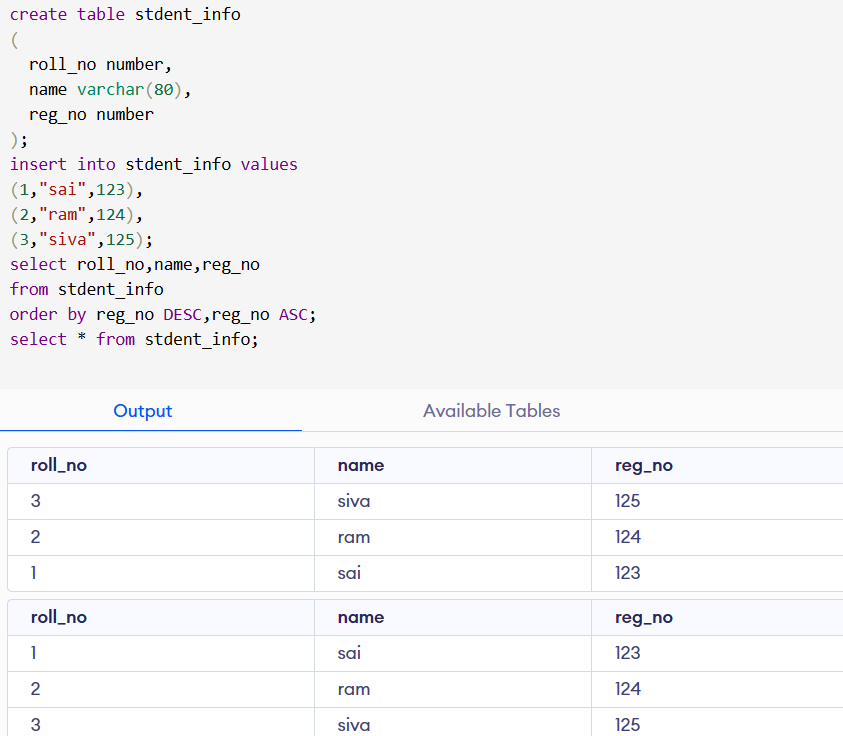 create table stdent_info
(
  roll_no number,
  name varchar(80),
  reg_no number
);
insert into stdent_info values
(1,"sai",123),
(2,"ram",124),
(3,"siva",125);
select roll_no,name,reg_no
from stdent_info
order by reg_no DESC,reg_no ASC;
select * from stdent_info;
Output Available Tables
roll_no name reg_no
3 siva 125
2 ram 124
1 sai 123
roll_no name reg_no
1 sai 123
2 ram 124
3 siva 125